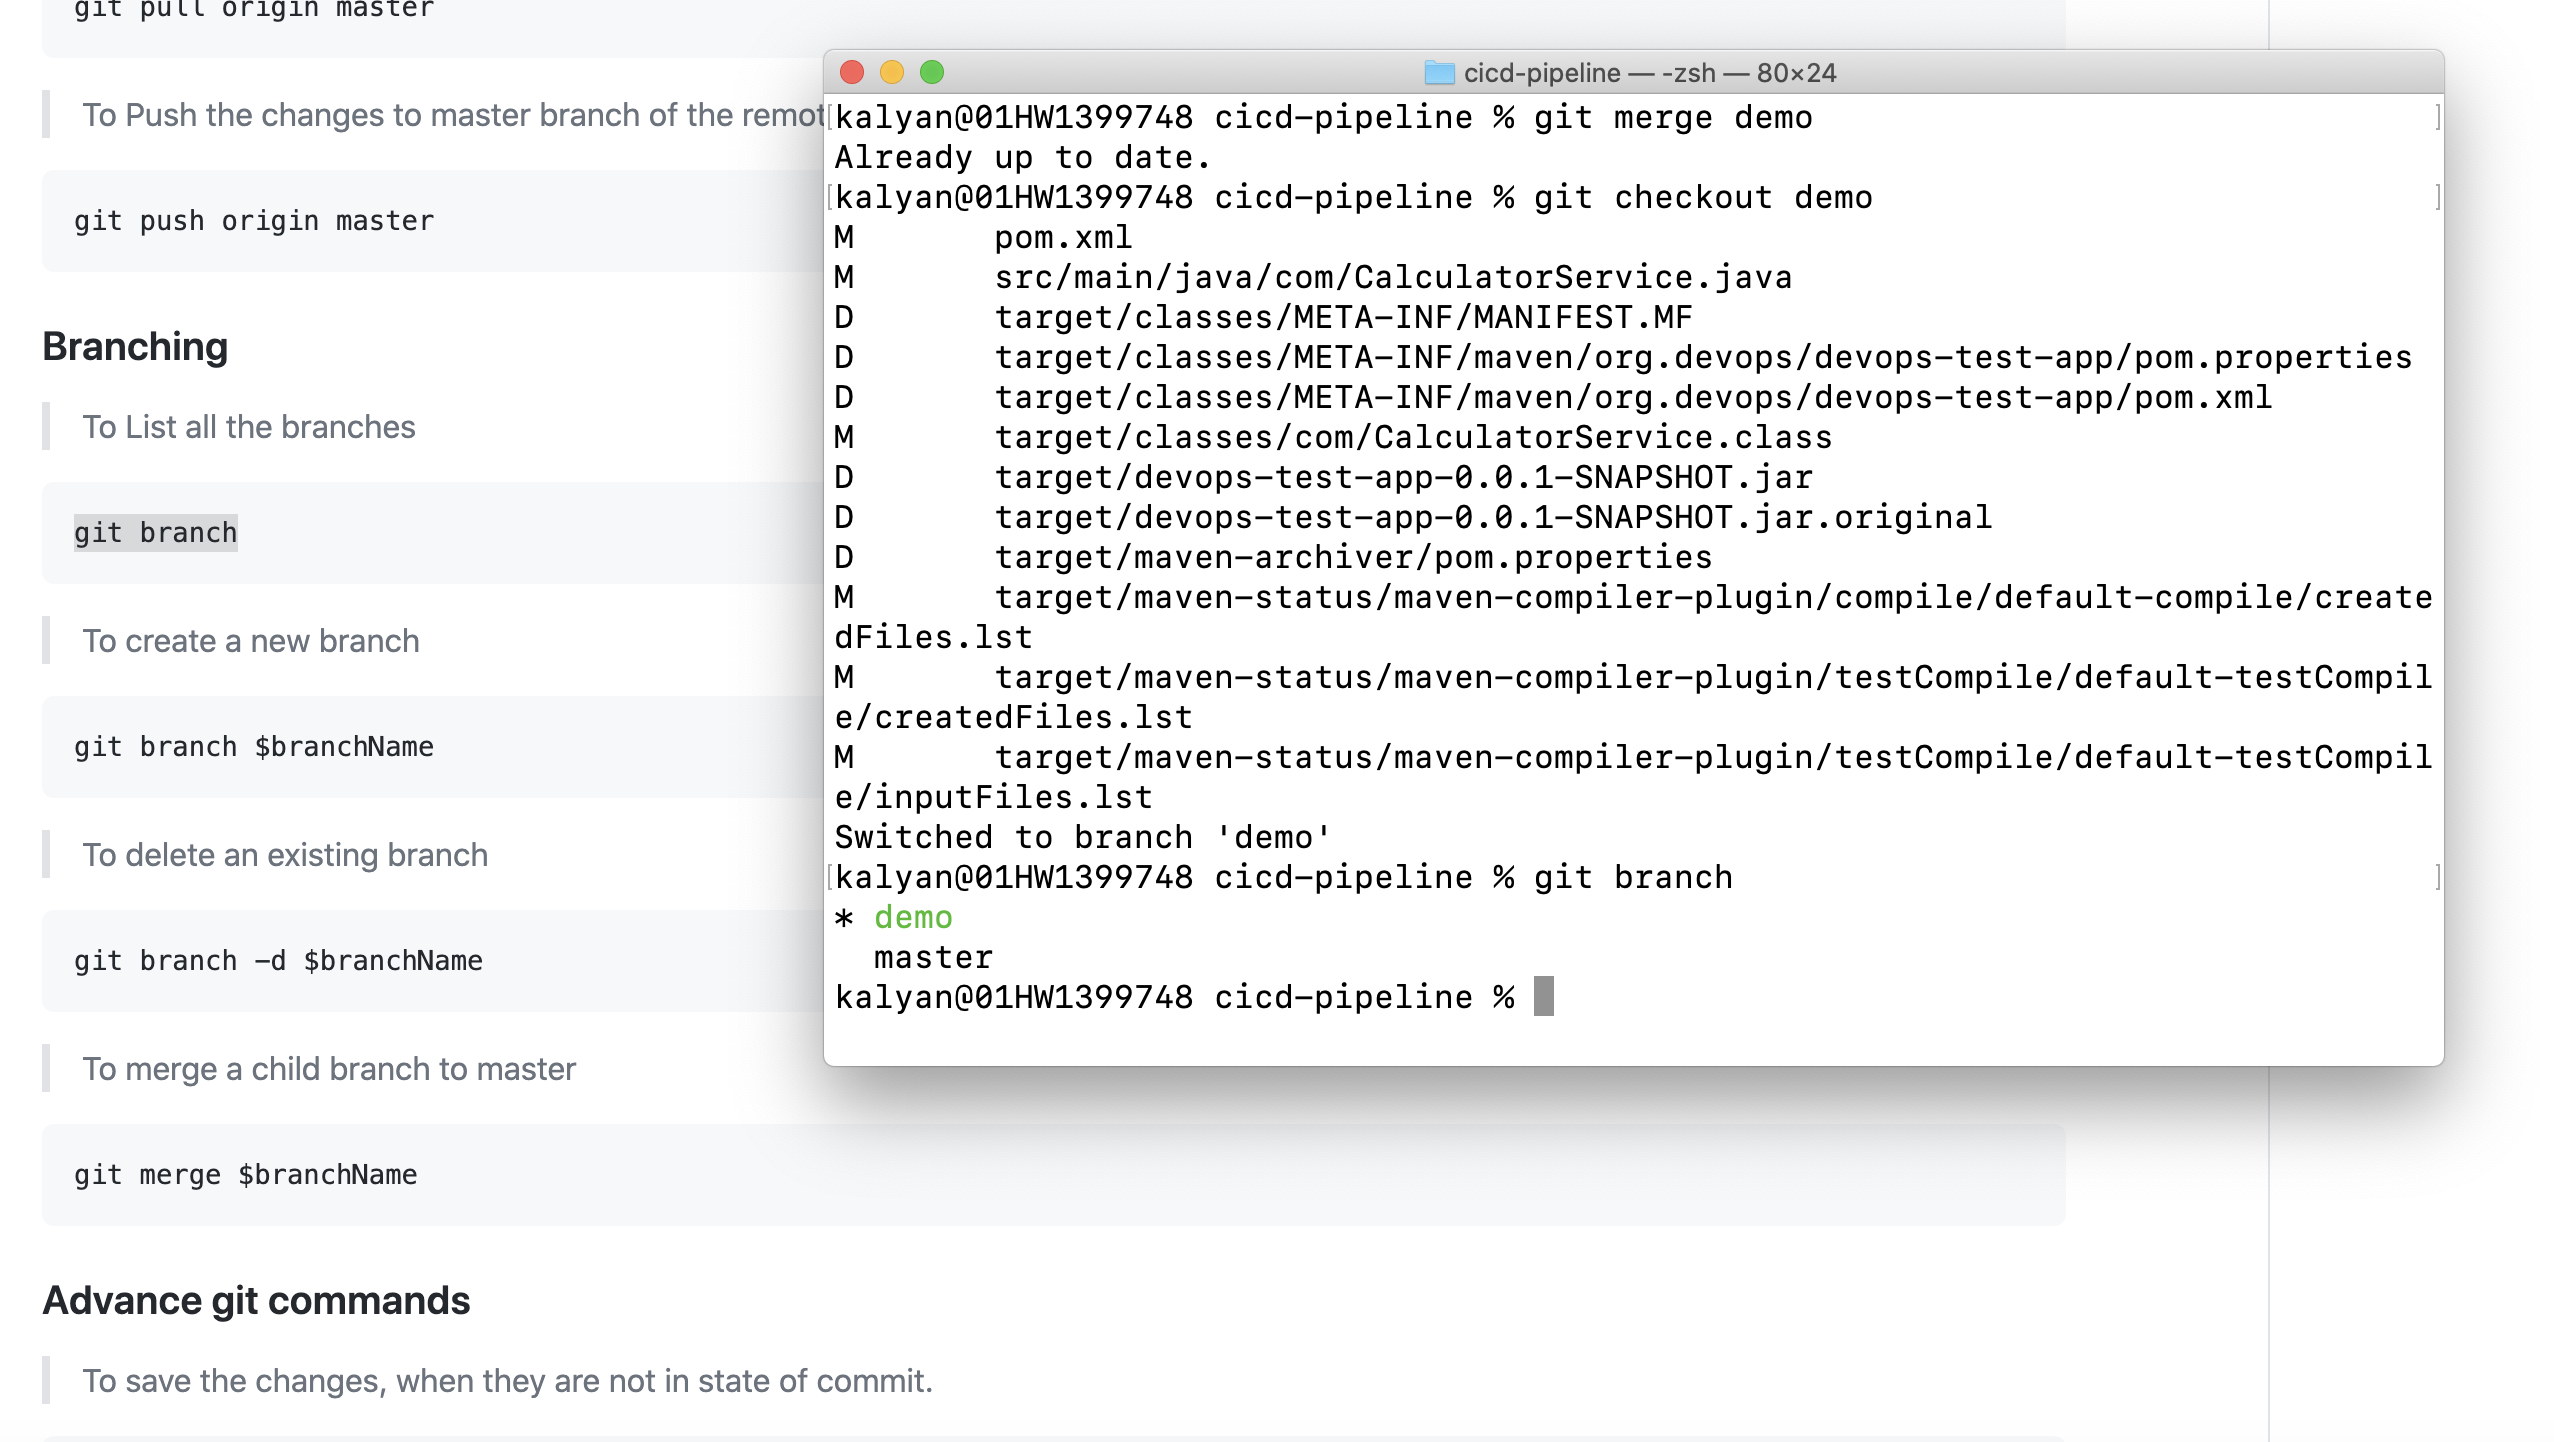 git pull origin master
To Push the changes to master branch of the
git push origin master
Branching
To List all the branches
git branch
To create a new branch
git branch $branchName
To delete an existing branch
git branch -d $branchName
To merge a child branch to master
git merge $branchName
Advance git commands
To save the changes, when they are not in state of commit.
cicd-pipeline — -zsh — 80×24
[kalyan@01HW1399748 cicd-pipeline % git merge demo ]
Already up to date.
[kalyan@01HW1399748 cicd-pipeline % git checkout demo ]
M pom.xml
M src/main/java/com/CalculatorService.java
D target/classes/META-INF/MANIFEST.MF
D target/classes/META-INF/maven/org.devops/devops-test-app/pom.properties
D target/classes/META-INF/maven/org.devops/devops-test-app/pom.xml
M target/classes/com/CalculatorService.class
D target/devops-test-app-0.0.1-SNAPSHOT.jar
D target/devops-test-app-0.0.1-SNAPSHOT.jar.original
D target/maven-archiver/pom.properties
M target/maven-status/maven-compiler-plugin/compile/default-compile/create
dFiles.lst
M target/maven-status/maven-compiler-plugin/testCompile/default-testCompil
e/createdFiles.lst
M target/maven-status/maven-compiler-plugin/testCompile/default-testCompil
e/inputFiles.lst
Switched to branch 'demo'
[kalyan@01HW1399748 cicd-pipeline % git branch ]
* demo
master
kalyan@01HW1399748 cicd-pipeline %